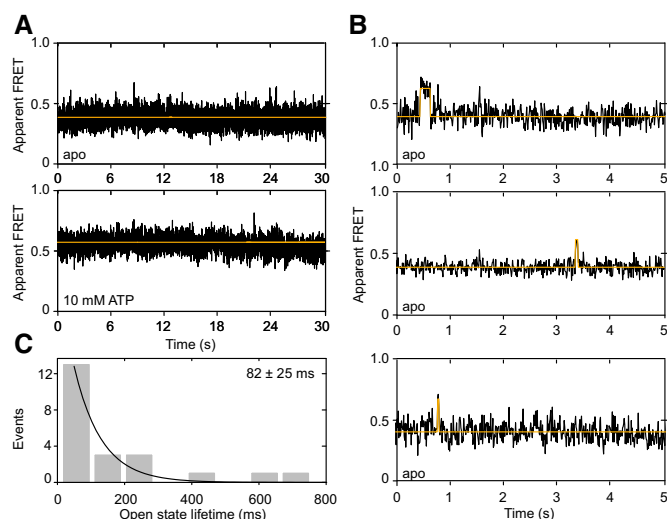 A
1.0
Apparent FRET
0.5
0
apo
0 6 12 18 24 30
1.0
Apparent FRET
0.5
0
10 mM ATP
0 6 12 18 24 30
Time (s)
C
12
8
4
0
Events
82 ± 25 ms
0 200 400 600 800
Open state lifetime (ms)
B
1.0
0.5
0
apo
0 1 2 3 4 5
1.0
Apparent FRET
0.5
0
apo
0 1 2 3 4 5
1.0
0.5
0
apo
0 1 2 3 4 5
Time (s)